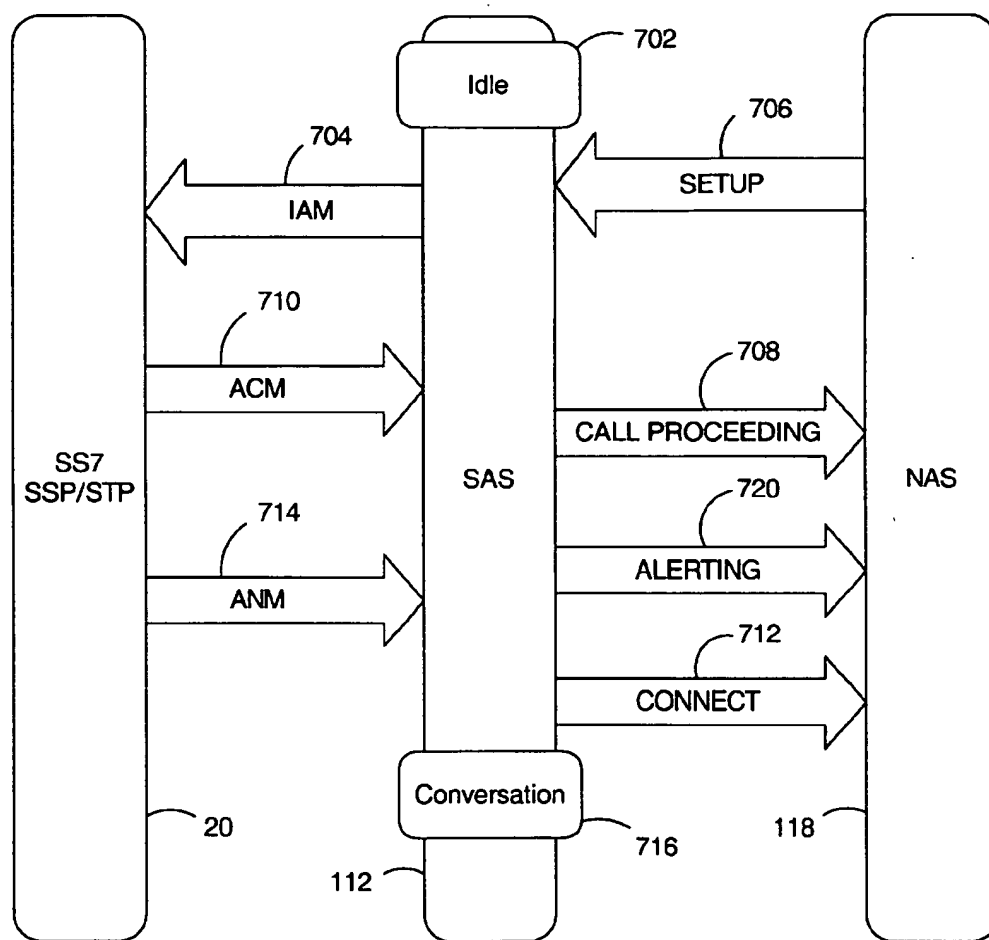 702
Idle
706
704
SETUP
IAM
710
708
ACM
CALL PROCEEDING
SS7
SSP/STP
SAS
NAS
720
714
ALERTING
ANM
712
CONNECT
Conversation
20
716
118
112